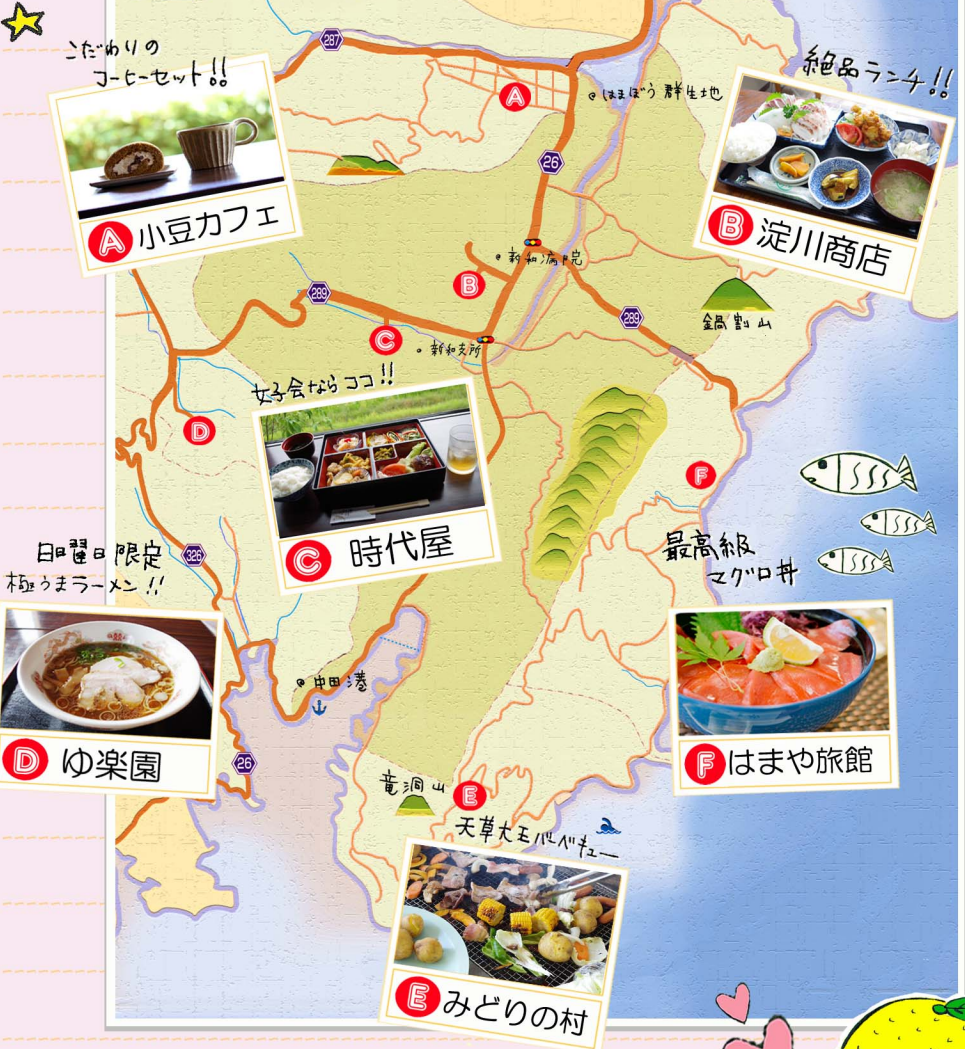 こだわりの
コーヒーセット!!
A 小豆カフェ
287
A
はまぼう群生地
26
絶品ランチ!!
B 淀川商店
新和病院
B
289
289
鍋割山
C
新和支所
女子会ならココ!!
C 時代屋
D
F
日曜日限定
極うまラーメン!!
326
D ゆ楽園
最高級
マグロ丼
F はまや旅館
中田港
26
竜洞山
E
天草大王バーベキュー
E みどりの村